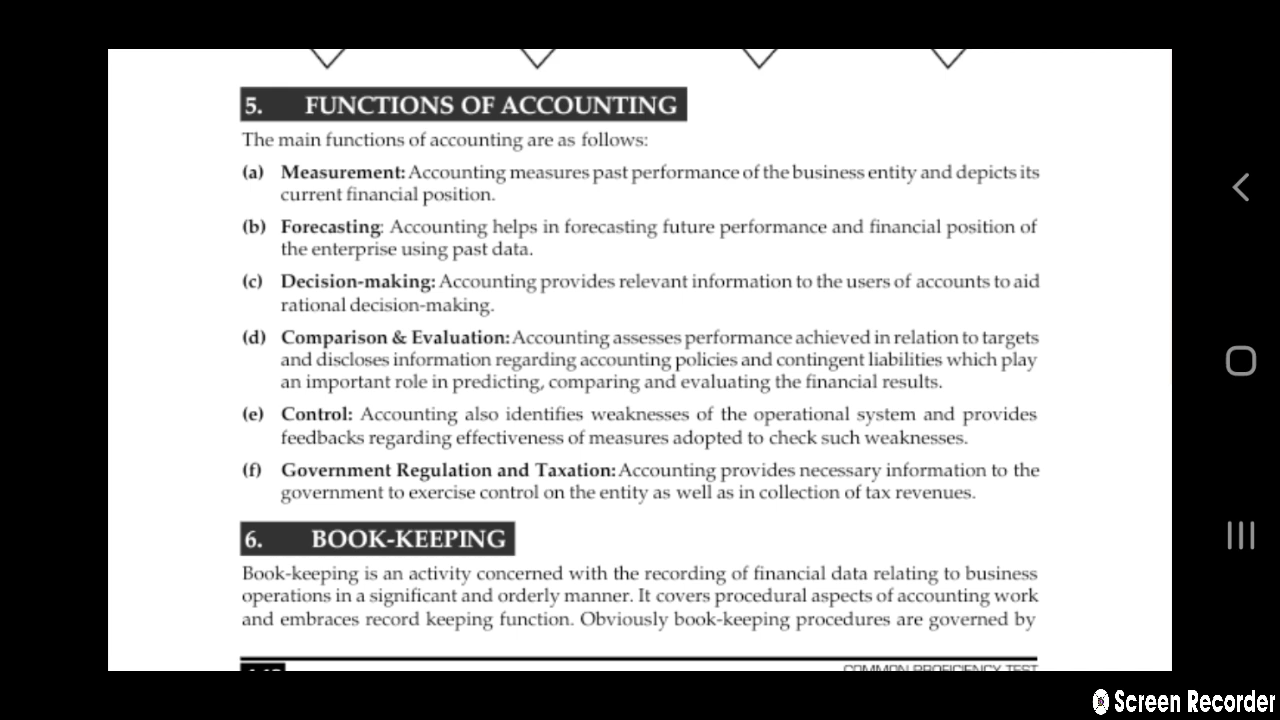 5. FUNCTIONS OF ACCOUNTING
The main functions of accounting are as follows:
(a) Measurement: Accounting measures past performance of the business entity and depicts its
current financial position.
(b) Forecasting: Accounting helps in forecasting future performance and financial position of
the enterprise using past data.
(c) Decision-making: Accounting provides relevant information to the users of accounts to aid
rational decision-making.
(d) Comparison & Evaluation: Accounting assesses performance achieved in relation to targets
and discloses information regarding accounting policies and contingent liabilities which play
an important role in predicting, comparing and evaluating the financial results.
(e) Control: Accounting also identifies weaknesses of the operational system and provides
feedbacks regarding effectiveness of measures adopted to check such weaknesses.
(f) Government Regulation and Taxation: Accounting provides necessary information to the
government to exercise control on the entity as well as in collection of tax revenues.
6. BOOK-KEEPING
Book-keeping is an activity concerned with the recording of financial data relating to business
operations in a significant and orderly manner. It covers procedural aspects of accounting work
and embraces record keeping function. Obviously book-keeping procedures are governed by
COMMON PROFICIENCY TEST
Screen Recorder